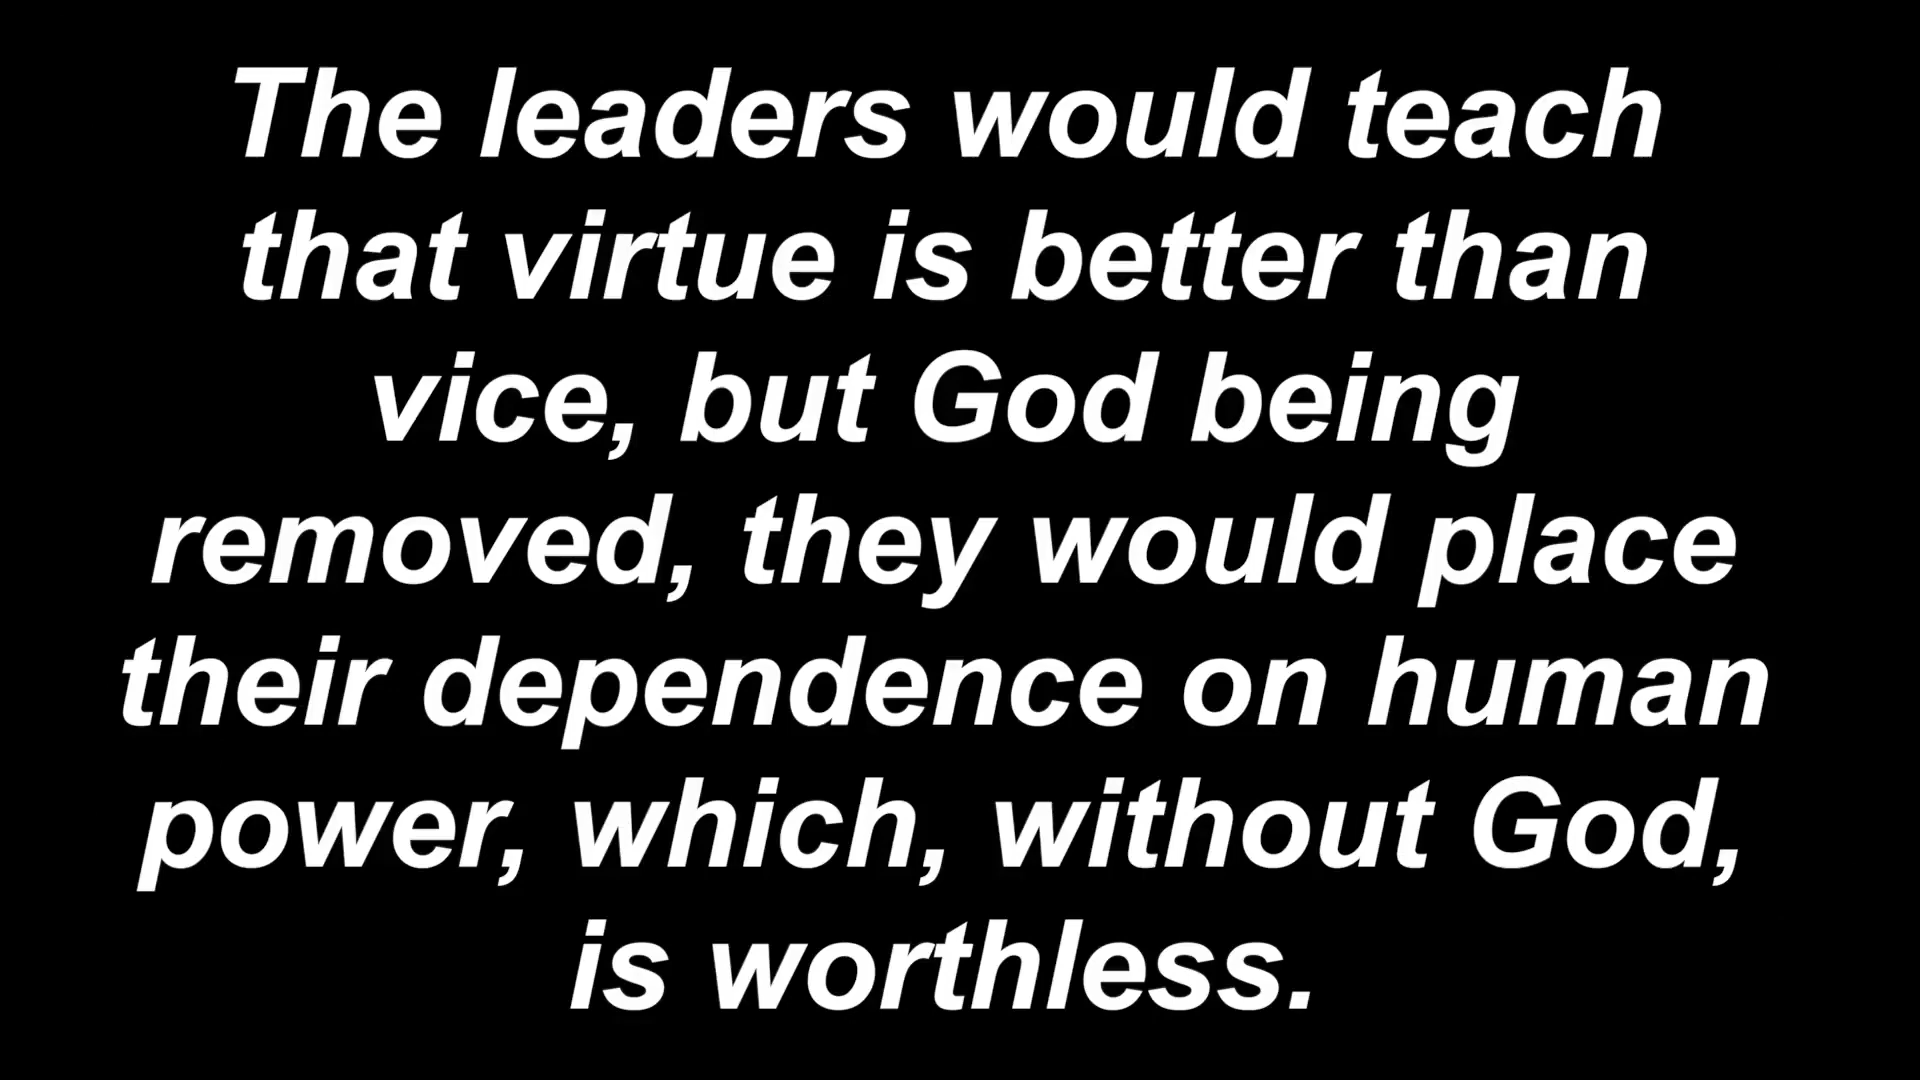 The leaders would teach
that virtue is better than
vice, but God being
removed, they would place
their dependence on human
power, which, without God,
is worthless.